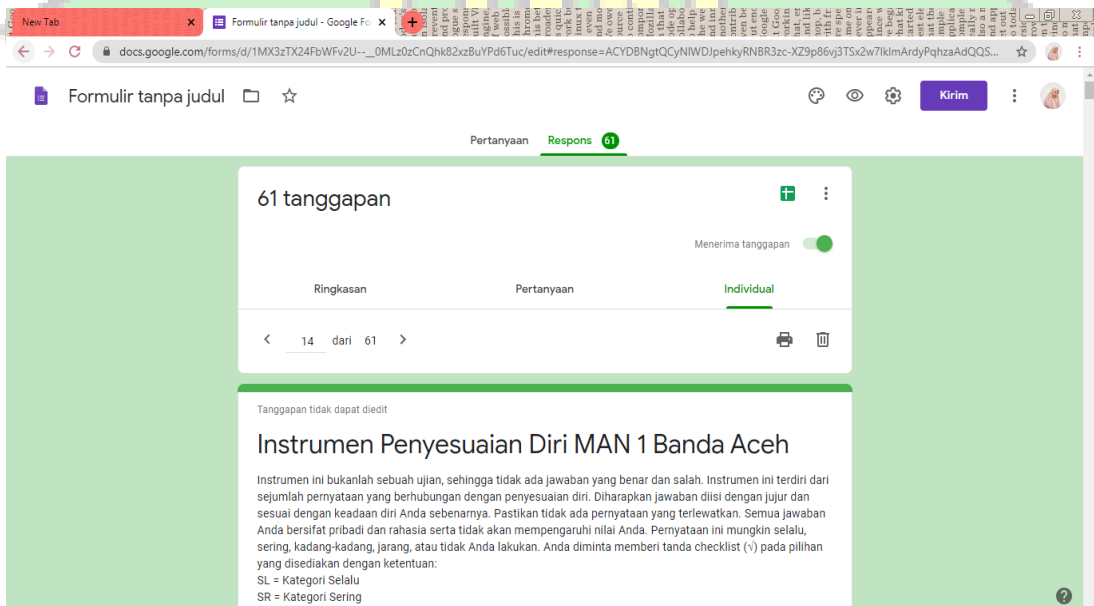 New Tab
Formulir tanpa judul - Google Fo
docs.google.com/forms/d/1MX3zTX24FbWFv2U--__0MLz0zCnQhk82xzBuYPd6Tuc/edit#response=ACYDBNgtQCyNIWDJpehkyRNBR3zc-XZ9p86vj3TSx2w7IklmArdyPqhzAdQQS...
Formulir tanpa judul
Kirim
Pertanyaan Respons 61
61 tanggapan
Menerima tanggapan
Ringkasan Pertanyaan Individual
14 dari 61
Tanggapan tidak dapat diedit
Instrumen Penyesuaian Diri MAN 1 Banda Aceh
Instrumen ini bukanlah sebuah ujian, sehingga tidak ada jawaban yang benar dan salah. Instrumen ini terdiri dari
sejumlah pernyataan yang berhubungan dengan penyesuaian diri. Diharapkan jawaban diisi dengan jujur dan
sesuai dengan keadaan diri Anda sebenarnya. Pastikan tidak ada pernyataan yang terlewatkan. Semua jawaban
Anda bersifat pribadi dan rahasia serta tidak akan mempengaruhi nilai Anda. Pernyataan ini mungkin selalu,
sering, kadang-kadang, jarang, atau tidak Anda lakukan. Anda diminta memberi tanda checklist (√) pada pilihan
yang disediakan dengan ketentuan:
SL = Kategori Selalu
SR = Kategori Sering